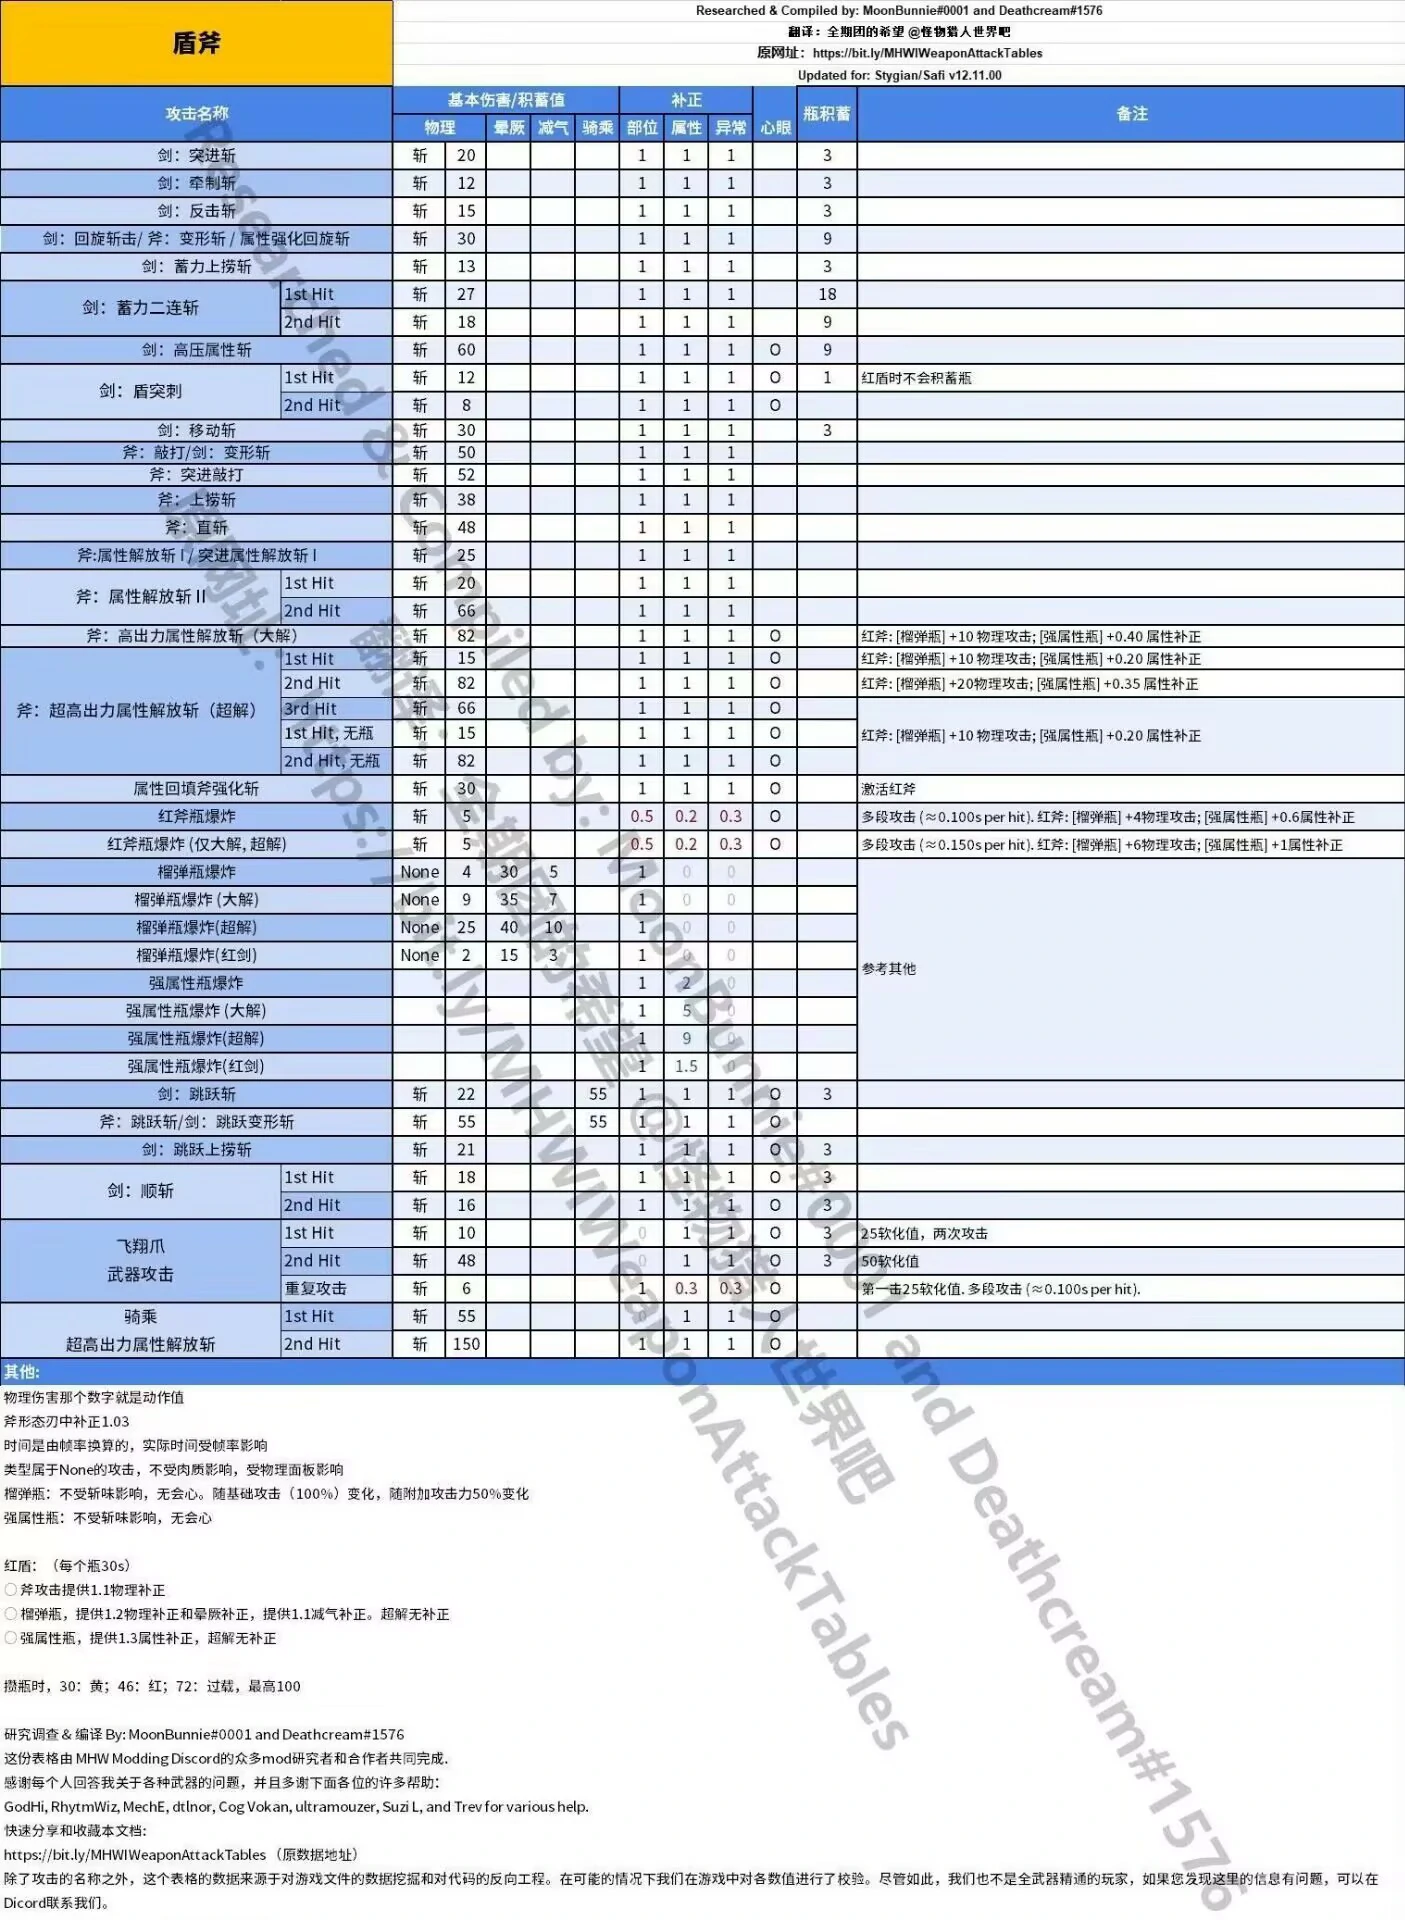 盾斧
Researched & Compiled by: MoonBunnie#0001 and Deathcream#1576
翻译：全期团的希望 @怪物猎人世界吧
原网址：https://bit.ly/MHWIWeaponAttackTables
Updated for: Stygian/Safi v12.11.00
攻击名称 基本伤害/积蓄值 补正 心眼 瓶积蓄 备注
物理 晕厥 减气 骑乘 部位 属性 异常
剑：突进斩 斩 20 1 1 1 3
剑：牵制斩 斩 12 1 1 1 3
剑：反击斩 斩 15 1 1 1 3
剑：回旋斩击/ 斧：变形斩 / 属性强化回旋斩 斩 30 1 1 1 9
剑：蓄力上捞斩 斩 13 1 1 1 3
剑：蓄力二连斩 1st Hit 斩 27 1 1 1 18
2nd Hit 斩 18 1 1 1 9
剑：高压属性斩 斩 60 1 1 1 O 9
剑：盾突刺 1st Hit 斩 12 1 1 1 O 1 红盾时不会积蓄瓶
2nd Hit 斩 8 1 1 1 O
剑：移动斩 斩 30 1 1 1 3
斧：敲打/剑：变形斩 斩 50 1 1 1
斧：突进敲打 斩 52 1 1 1
斧：上捞斩 斩 38 1 1 1
斧：直斩 斩 48 1 1 1
斧:属性解放斩 I / 突进属性解放斩 I 斩 25 1 1 1
斧：属性解放斩 II 1st Hit 斩 20 1 1 1
2nd Hit 斩 66 1 1 1
斧：高出力属性解放斩（大解） 斩 82 1 1 1 O 红斧: [榴弹瓶] +10 物理攻击; [强属性瓶] +0.40 属性补正
斧：超高出力属性解放斩（超解） 1st Hit 斩 15 1 1 1 O 红斧: [榴弹瓶] +10 物理攻击; [强属性瓶] +0.20 属性补正
2nd Hit 斩 82 1 1 1 O 红斧: [榴弹瓶] +20物理攻击; [强属性瓶] +0.35 属性补正
3rd Hit 斩 66 1 1 1 O 红斧: [榴弹瓶] +10 物理攻击; [强属性瓶] +0.20 属性补正
1st Hit, 无瓶 斩 15 1 1 1 O
2nd Hit, 无瓶 斩 82 1 1 1 O
属性回填斧强化斩 斩 30 1 1 1 O 激活红斧
红斧瓶爆炸 斩 5 0.5 0.2 0.3 O 多段攻击 (≈0.100s per hit). 红斧: [榴弹瓶] +4物理攻击; [强属性瓶] +0.6属性补正
红斧瓶爆炸 (仅大解, 超解) 斩 5 0.5 0.2 0.3 O 多段攻击 (≈0.150s per hit). 红斧: [榴弹瓶] +6物理攻击; [强属性瓶] +1属性补正
榴弹瓶爆炸 None 4 30 5 1 0 0 参考其他
榴弹瓶爆炸 (大解) None 9 35 7 1 0 0
榴弹瓶爆炸(超解) None 25 40 10 1 0 0
榴弹瓶爆炸(红剑) None 2 15 3 1 0 0
强属性瓶爆炸 1 2 0
强属性瓶爆炸 (大解) 1 5 0
强属性瓶爆炸(超解) 1 9 0
强属性瓶爆炸(红剑) 1 1.5 0
剑：跳跃斩 斩 22 55 1 1 1 O 3
斧：跳跃斩/剑：跳跃变形斩 斩 55 55 1 1 1 O
剑：跳跃上捞斩 斩 21 1 1 1 O 3
剑：顺斩 1st Hit 斩 18 1 1 1 O 3
2nd Hit 斩 16 1 1 1 O 3
飞翔爪 武器攻击 1st Hit 斩 10 0 1 1 O 3 25软化值，两次攻击
2nd Hit 斩 48 0 1 1 O 3 50软化值
重复攻击 斩 6 1 0.3 0.3 O 第一击25软化值. 多段攻击 (≈0.100s per hit).
骑乘 超高出力属性解放斩 1st Hit 斩 55 0 1 1 O
2nd Hit 斩 150 1 1 1 O
其他:
物理伤害那个数字就是动作值
斧形态刃中补正1.03
时间是由帧率换算的，实际时间受帧率影响
类型属于None的攻击，不受肉质影响，受物理面板影响
榴弹瓶：不受斩味影响，无会心。随基础攻击（100%）变化，随附加攻击力50%变化
强属性瓶：不受斩味影响，无会心
红盾：（每个瓶30s）
○ 斧攻击提供1.1物理补正
○ 榴弹瓶，提供1.2物理补正和晕厥补正，提供1.1减气补正。超解无补正
○ 强属性瓶，提供1.3属性补正，超解无补正
攒瓶时，30：黄；46：红；72：过载，最高100
研究调查 & 编译 By: MoonBunnie#0001 and Deathcream#1576
这份表格由 MHW Modding Discord的众多mod研究者和合作者共同完成.
感谢每个人回答我关于各种武器的问题，并且多谢下面各位的许多帮助：
GodHi, RhytmWiz, MechE, dtlnor, Cog Vokan, ultramouzer, Suzi L, and Trev for various help.
快速分享和收藏本文档:
https://bit.ly/MHWIWeaponAttackTables （原数据地址）
除了攻击的名称之外，这个表格的数据来源于对游戏文件的数据挖掘和对代码的反向工程。在可能的情况下我们在游戏中对各数值进行了校验。尽管如此，我们也不是全武器精通的玩家，如果您发现这里的信息有问题，可以在
Dicord联系我们。
Researched & Compiled by: MoonBunnie#0001 and Deathcream#1576
翻译：全期团的希望 @怪物猎人世界吧
原网址：https://bit.ly/MHWIWeaponAttackTables